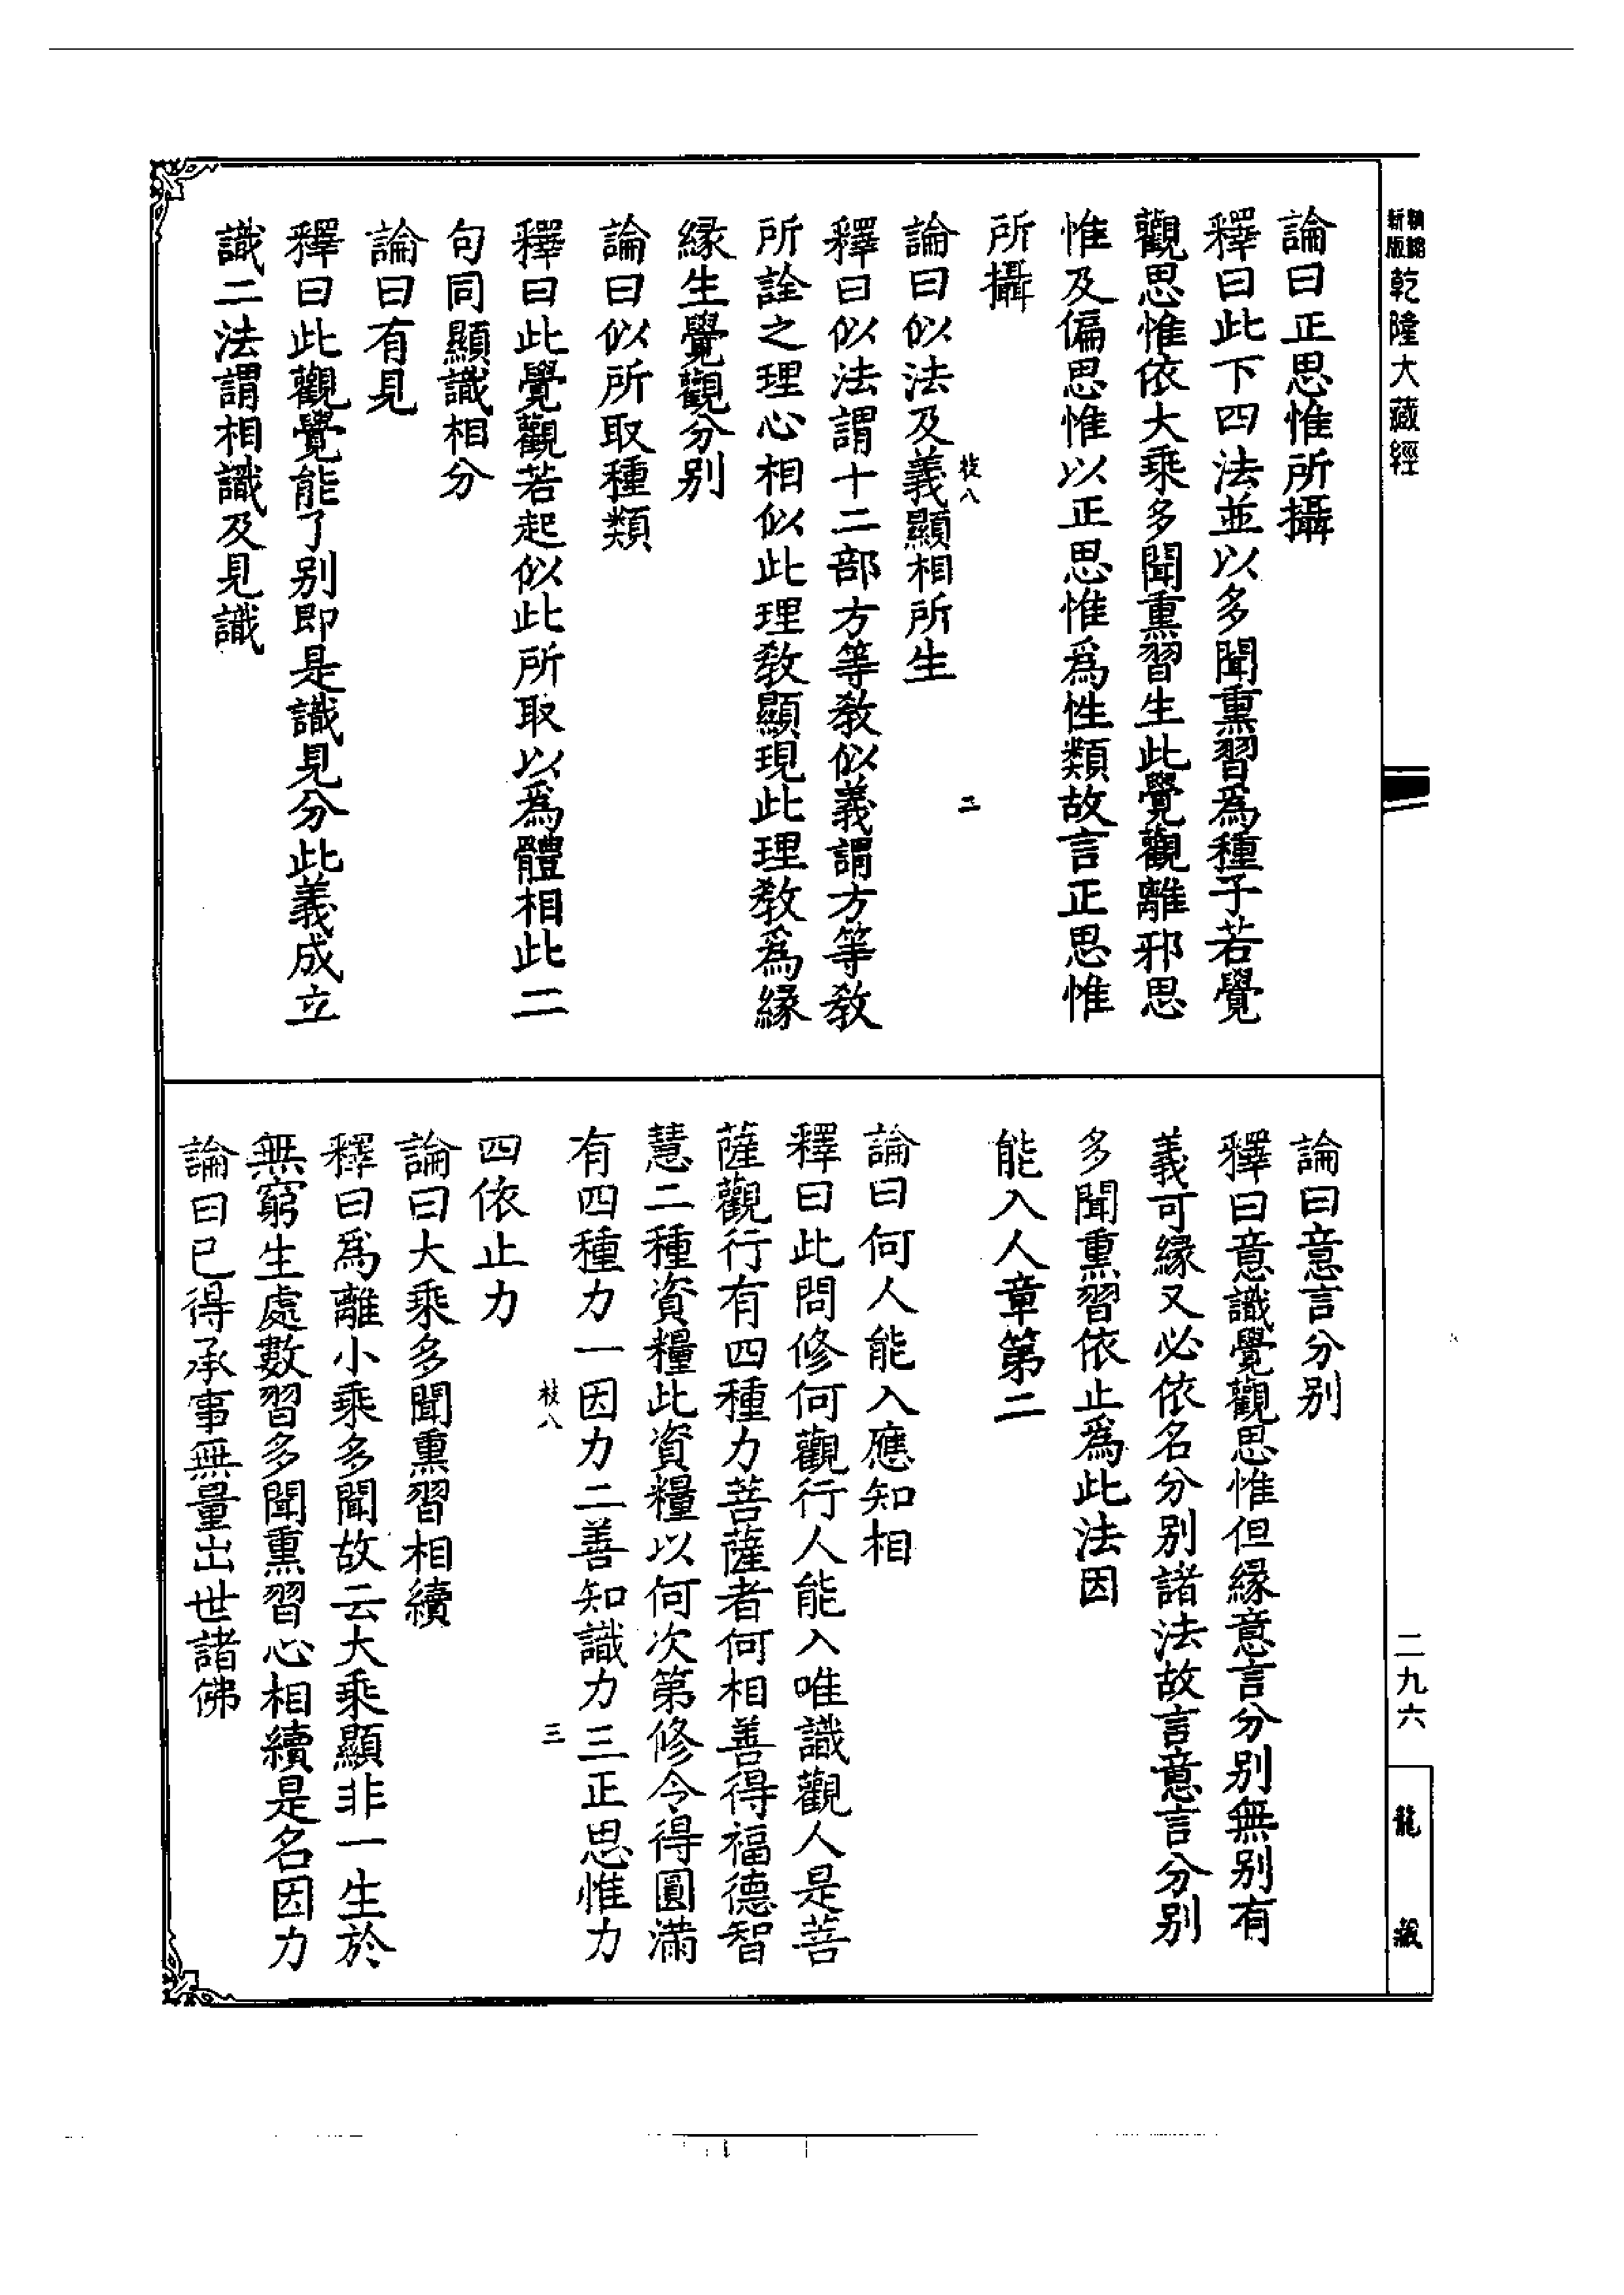 新版
精縮
乾隆大藏經
論曰正思惟所攝
釋曰此下四法並以多聞熏習爲種子若覺
觀思惟依大乘多聞熏習生此覺觀離邪思
惟及偏思惟以正思惟爲性類故言正思惟
所攝
論曰似法及義顯相所生
枝八
二
釋曰似法謂十二部方等教似義謂方等教
所詮之理心相似此理教顯現此理教爲緣
緣生覺觀分别
論曰似所取種類
釋曰此覺觀若起似此所取以爲體相此二
句同顯識相分
論曰有見
釋曰此觀覺能了别即是識見分此義成立
識二法謂相識及見識
論曰意言分别
釋曰意識覺觀思惟但緣意言分别無别有
義可緣又必依名分别諸法故言意言分别
多聞熏習依止爲此法因
能入人章第二
論曰何人能入應知相
釋曰此問修何觀行人能入唯識觀人是菩
薩觀行有四種力菩薩者何相善得福德智
慧二種資糧此資糧以何次第修令得圓滿
有四種力一因力二善知識力三正思惟力
枝八
三
四依止力
論曰大乘多聞熏習相續
釋曰爲離小乘多聞故云大乘顯非一生於
無窮生處數習多聞熏習心相續是名因力
論曰已得承事無量出世諸佛
二九六
龍藏